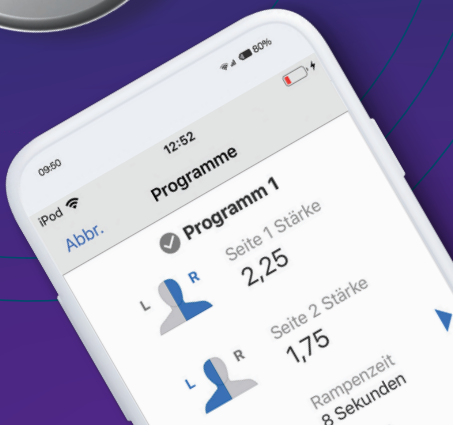 09:50
80%
iPod
12:52
Abbr.
Programme
Programm 1
L
R
Seite 1 Stärke
2,25
L
R
Seite 2 Stärke
1,75
Rampenzeit
8 Sekunden